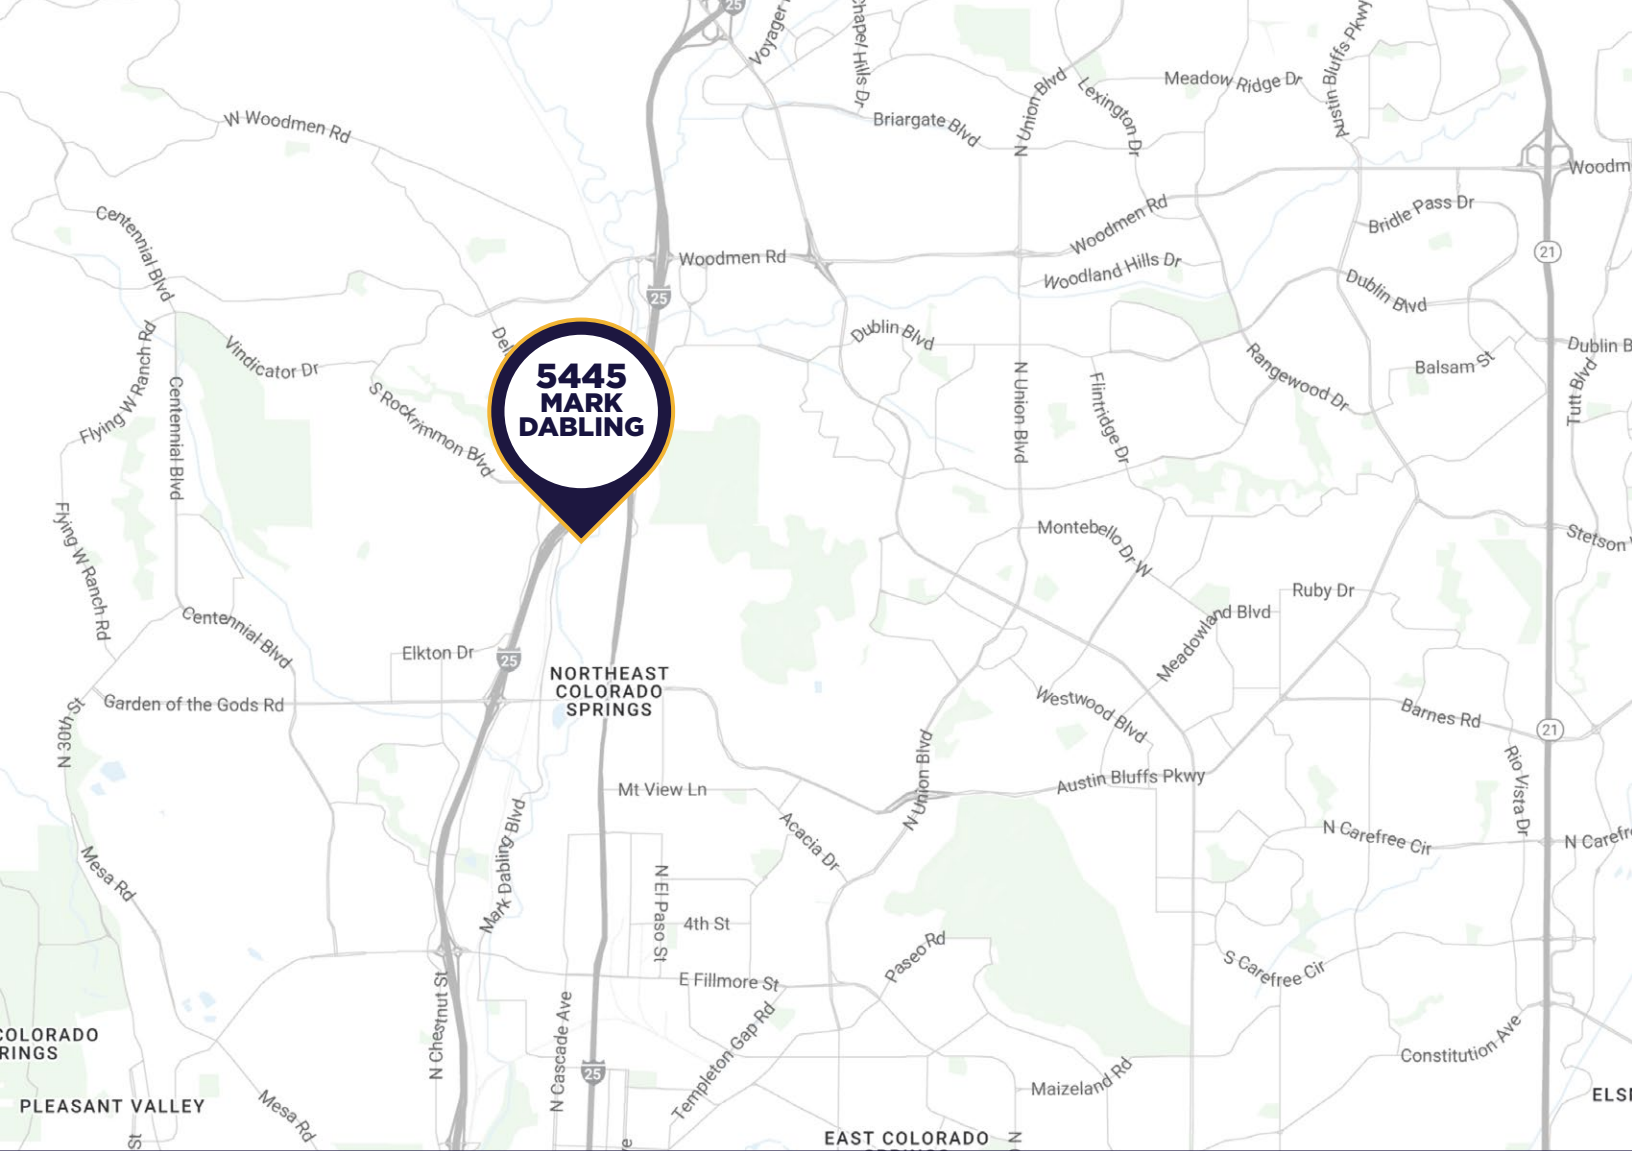 25
Voyager
Chapel Hills Dr
N Union Blvd
Lexington Dr
Meadow Ridge Dr
Austin Bluffs Pkwy
W Woodmen Rd
Briargate Blvd
Woodm
Centennial Blvd
Woodmen Rd
Woodmen Rd
Bridle Pass Dr
21
Woodland Hills Dr
25
Dublin Blvd
Flying W Ranch Rd
Vindicator Dr
Del
Dublin Blvd
Dublin B
Rangewood Dr
Balsam St
Tutt Blvd
S Rockrimmon Blvd
5445
MARK
DABLING
Centennial Blvd
N Union Blvd
Flintridge Dr
Flying W Ranch Rd
Montebello Dr W
Stetson
Ruby Dr
Meadowland Blvd
Centennial Blvd
Elkton Dr
25
NORTHEAST
COLORADO
SPRINGS
Garden of the Gods Rd
N 30th St
Westwood Blvd
Barnes Rd
21
N Union Blvd
Austin Bluffs Pkwy
Rio Vista Dr
Mt View Ln
Mark Dabling Blvd
Acacia Dr
N Carefree Cir
N Carefr
Mesa Rd
N El Paso St
4th St
Paseo Rd
S Carefree Cir
E Fillmore St
N Chestnut St
N Cascade Ave
Templeton Gap Rd
COLORADO
RINGS
Constitution Ave
25
Maizeland Rd
PLEASANT VALLEY
Mesa Rd
ELSM
St
EAST COLORADO
N